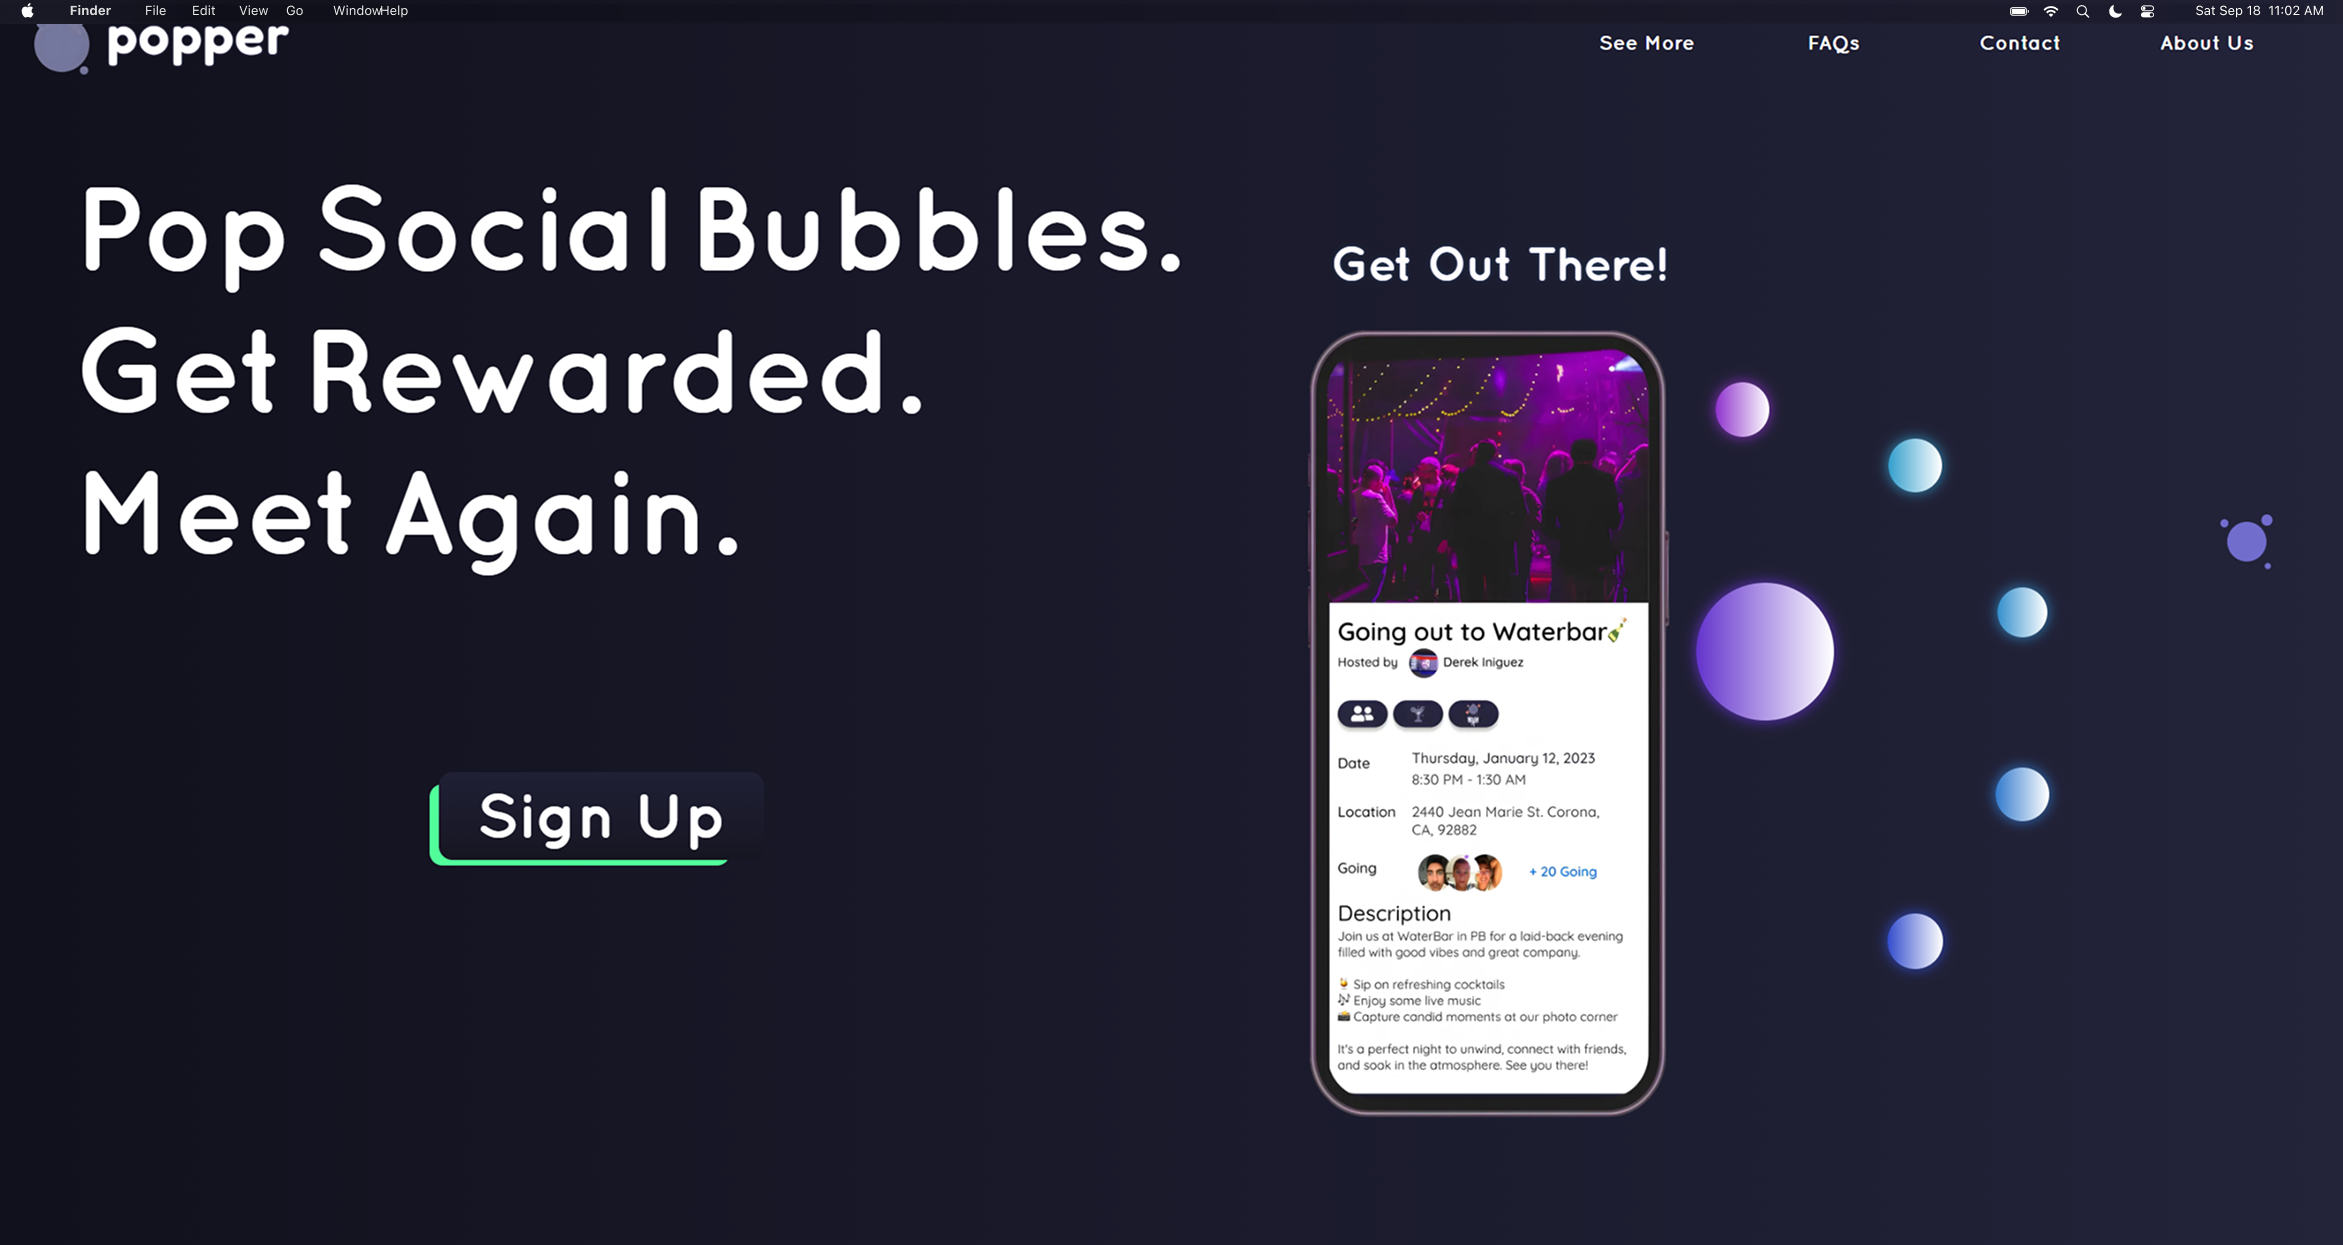 Finder File Edit View Go Window Help Sat Sep 18 11:02 AM
popper See More FAQs Contact About Us
Pop Social Bubbles.
Get Rewarded.
Meet Again.
Sign Up
Get Out There!
Going out to Waterbar🍾
Hosted by Derek Iniguez
Date Thursday, January 12, 2023
8:30 PM - 1:30 AM
Location 2440 Jean Marie St. Corona,
CA, 92882
Going + 20 Going
Description
Join us at WaterBar in PB for a laid-back evening
filled with good vibes and great company.
🍹 Sip on refreshing cocktails
🎶 Enjoy some live music
📸 Capture candid moments at our photo corner
It's a perfect night to unwind, connect with friends,
and soak in the atmosphere. See you there!